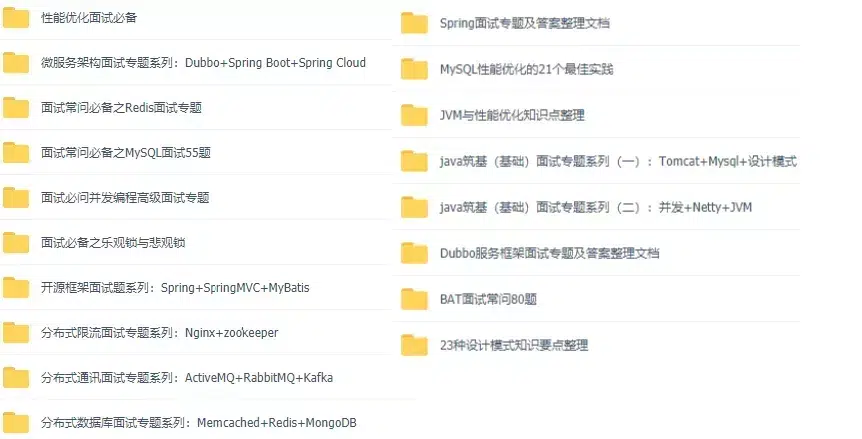 性能优化面试必备
微服务架构面试专题系列：Dubbo+Spring Boot+Spring Cloud
面试常问必备之Redis面试专题
面试常问必备之MySQL面试55题
面试必问并发编程高级面试专题
面试必备之乐观锁与悲观锁
开源框架面试题系列：Spring+SpringMVC+MyBatis
分布式限流面试专题系列：Nginx+zookeeper
分布式通讯面试专题系列：ActiveMQ+RabbitMQ+Kafka
分布式数据库面试专题系列：Memcached+Redis+MongoDB
Spring面试专题及答案整理文档
MySQL性能优化的21个最佳实践
JVM与性能优化知识点整理
java筑基（基础）面试专题系列（一）：Tomcat+Mysql+设计模式
java筑基（基础）面试专题系列（二）：并发+Netty+JVM
Dubbo服务框架面试专题及答案整理文档
BAT面试常问80题
23种设计模式知识要点整理